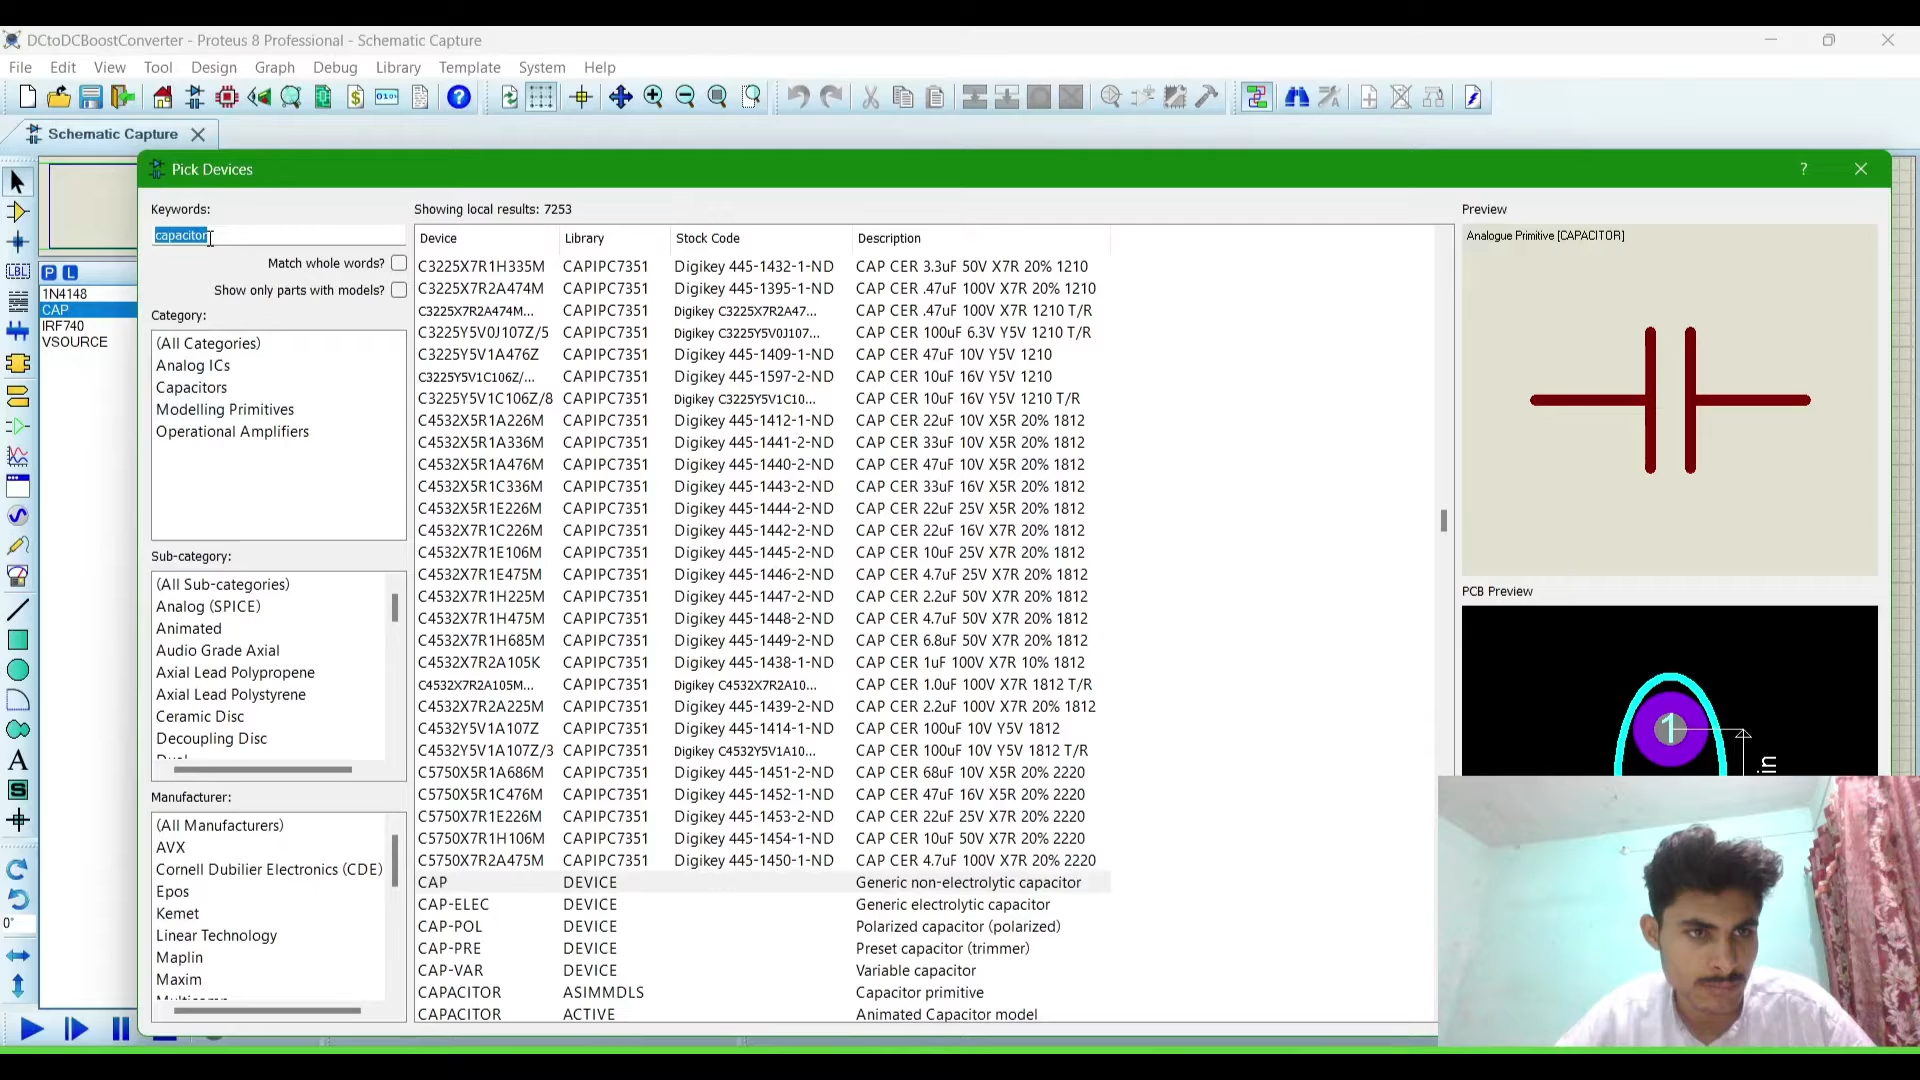 DCtoDCBoostConverter - Proteus 8 Professional - Schematic Capture
File Edit View Tool Design Graph Debug Library Template System Help
Schematic Capture
Pick Devices
Keywords:
capacitor
Match whole words?
Show only parts with models?
Category:
(All Categories)
Analog ICs
Capacitors
Modelling Primitives
Operational Amplifiers
Sub-category:
(All Sub-categories)
Analog (SPICE)
Animated
Audio Grade Axial
Axial Lead Polypropene
Axial Lead Polystyrene
Ceramic Disc
Decoupling Disc
Manufacturer:
(All Manufacturers)
AVX
Cornell Dubilier Electronics (CDE)
Epos
Kemet
Linear Technology
Maplin
Maxim
P L
1N4148
CAP
IRF740
VSOURCE
LBL
A
S
0°
Showing local results: 7253
Device Library Stock Code Description
C3225X7R1H335M CAPIPC7351 Digikey 445-1432-1-ND CAP CER 3.3uF 50V X7R 20% 1210
C3225X7R2A474M CAPIPC7351 Digikey 445-1395-1-ND CAP CER .47uF 100V X7R 20% 1210
C3225X7R2A474M... CAPIPC7351 Digikey C3225X7R2A47... CAP CER .47uF 100V X7R 1210 T/R
C3225Y5V0J107Z/5 CAPIPC7351 Digikey C3225Y5V0J107... CAP CER 100uF 6.3V Y5V 1210 T/R
C3225Y5V1A476Z CAPIPC7351 Digikey 445-1409-1-ND CAP CER 47uF 10V Y5V 1210
C3225Y5V1C106Z/... CAPIPC7351 Digikey 445-1597-2-ND CAP CER 10uF 16V Y5V 1210
C3225Y5V1C106Z/8 CAPIPC7351 Digikey C3225Y5V1C10... CAP CER 10uF 16V Y5V 1210 T/R
C4532X5R1A226M CAPIPC7351 Digikey 445-1412-1-ND CAP CER 22uF 10V X5R 20% 1812
C4532X5R1A336M CAPIPC7351 Digikey 445-1441-2-ND CAP CER 33uF 10V X5R 20% 1812
C4532X5R1A476M CAPIPC7351 Digikey 445-1440-2-ND CAP CER 47uF 10V X5R 20% 1812
C4532X5R1C336M CAPIPC7351 Digikey 445-1443-2-ND CAP CER 33uF 16V X5R 20% 1812
C4532X5R1E226M CAPIPC7351 Digikey 445-1444-2-ND CAP CER 22uF 25V X5R 20% 1812
C4532X7R1C226M CAPIPC7351 Digikey 445-1442-2-ND CAP CER 22uF 16V X7R 20% 1812
C4532X7R1E106M CAPIPC7351 Digikey 445-1445-2-ND CAP CER 10uF 25V X7R 20% 1812
C4532X7R1E475M CAPIPC7351 Digikey 445-1446-2-ND CAP CER 4.7uF 25V X7R 20% 1812
C4532X7R1H225M CAPIPC7351 Digikey 445-1447-2-ND CAP CER 2.2uF 50V X7R 20% 1812
C4532X7R1H475M CAPIPC7351 Digikey 445-1448-2-ND CAP CER 4.7uF 50V X7R 20% 1812
C4532X7R1H685M CAPIPC7351 Digikey 445-1449-2-ND CAP CER 6.8uF 50V X7R 20% 1812
C4532X7R2A105K CAPIPC7351 Digikey 445-1438-1-ND CAP CER 1uF 100V X7R 10% 1812
C4532X7R2A105M... CAPIPC7351 Digikey C4532X7R2A10... CAP CER 1.0uF 100V X7R 1812 T/R
C4532X7R2A225M CAPIPC7351 Digikey 445-1439-2-ND CAP CER 2.2uF 100V X7R 20% 1812
C4532Y5V1A107Z CAPIPC7351 Digikey 445-1414-1-ND CAP CER 100uF 10V Y5V 1812
C4532Y5V1A107Z/3 CAPIPC7351 Digikey C4532Y5V1A10... CAP CER 100uF 10V Y5V 1812 T/R
C5750X5R1A686M CAPIPC7351 Digikey 445-1451-2-ND CAP CER 68uF 10V X5R 20% 2220
C5750X5R1C476M CAPIPC7351 Digikey 445-1452-1-ND CAP CER 47uF 16V X5R 20% 2220
C5750X7R1E226M CAPIPC7351 Digikey 445-1453-2-ND CAP CER 22uF 25V X7R 20% 2220
C5750X7R1H106M CAPIPC7351 Digikey 445-1454-1-ND CAP CER 10uF 50V X7R 20% 2220
C5750X7R2A475M CAPIPC7351 Digikey 445-1450-1-ND CAP CER 4.7uF 100V X7R 20% 2220
CAP DEVICE Generic non-electrolytic capacitor
CAP-ELEC DEVICE Generic electrolytic capacitor
CAP-POL DEVICE Polarized capacitor (polarized)
CAP-PRE DEVICE Preset capacitor (trimmer)
CAP-VAR DEVICE Variable capacitor
CAPACITOR ASIMMDLS Capacitor primitive
CAPACITOR ACTIVE Animated Capacitor model
Preview
Analogue Primitive [CAPACITOR]
PCB Preview
1
in